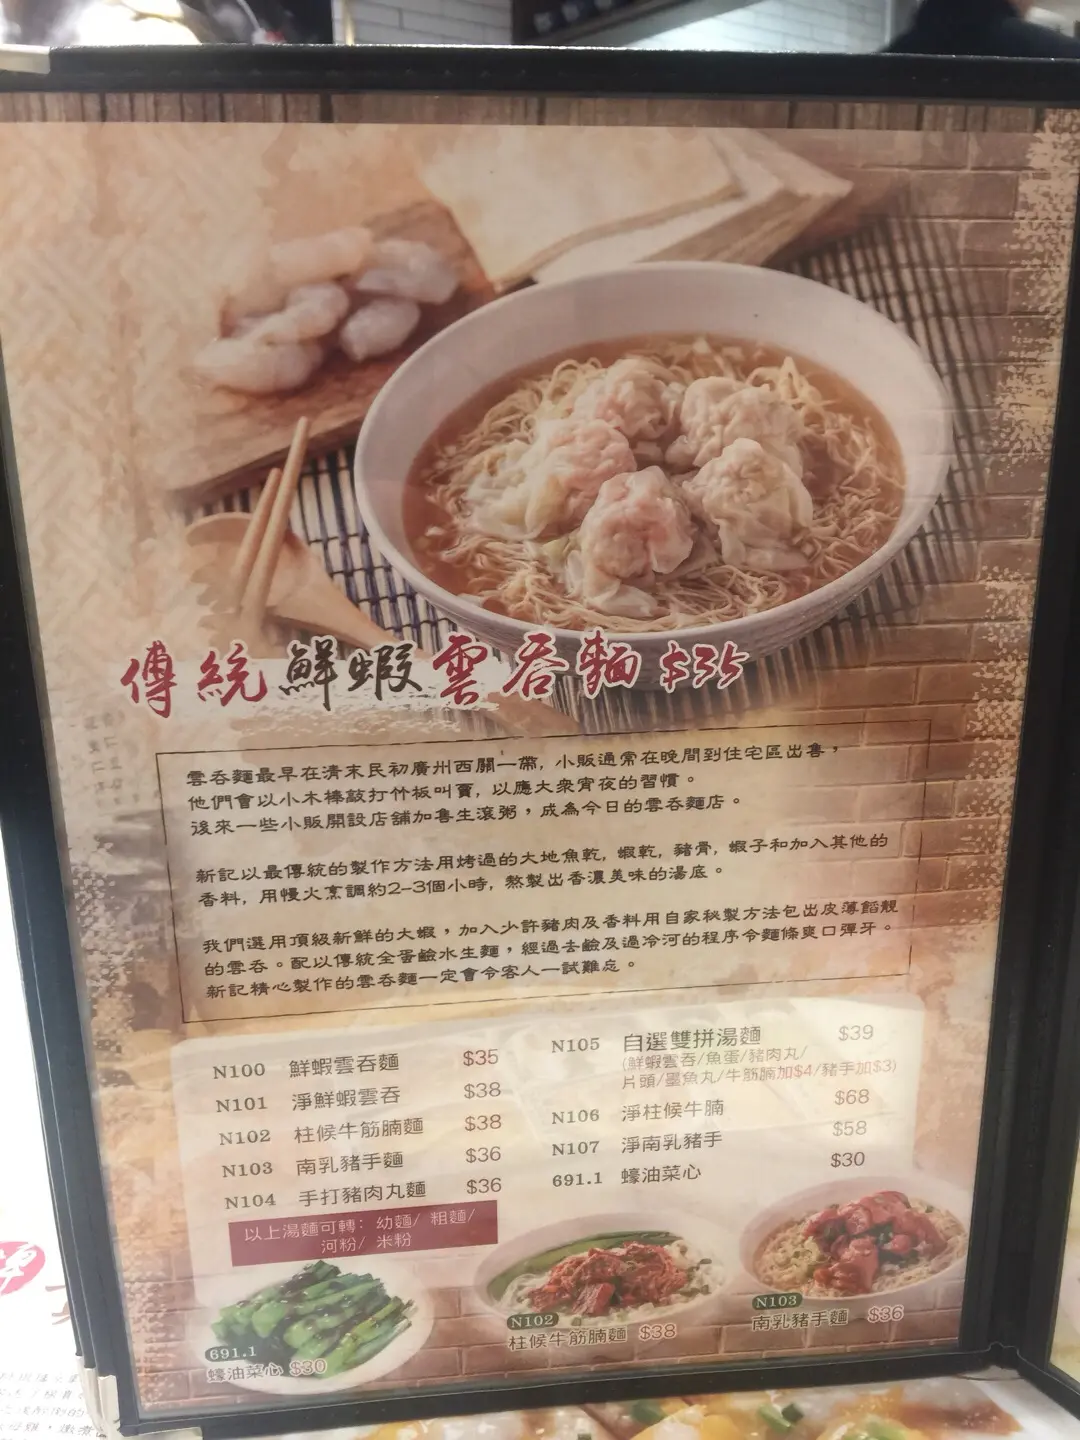 傳統鮮蝦雲吞麵 $35
雲吞麵最早在清末民初廣州西關一帶, 小販通常在晚間到住宅區出售，
他們會以小木棒敲打竹板叫賣, 以應大衆宵夜的習慣。
後來一些小販開設店舖加售生滾粥，成為今日的雲吞麵店。
新記以最傳統的製作方法用烤過的大地魚乾, 蝦乾, 豬骨, 蝦子和加入其他的
香料, 用慢火烹調約2-3個小時, 熬製出香濃美味的湯底。
我們選用頂級新鮮的大蝦，加入少許豬肉及香料用自家秘製方法包出皮薄餡靚
的雲吞。配以傳統全蛋鹼水生麵，經過去鹼及過冷河的程序令麵條爽口彈牙。
新記精心製作的雲吞麵一定會令客人一試難忘。
N100 鮮蝦雲吞麵 $35
N101 淨鮮蝦雲吞 $38
N102 柱候牛筋腩麵 $38
N103 南乳豬手麵 $36
N104 手打豬肉丸麵 $36
以上湯麵可轉: 幼麵/ 粗麵/
河粉/ 米粉
N105 自選雙拼湯麵 $39
(鮮蝦雲吞/魚蛋/豬肉丸/
片頭/墨魚丸/牛筋腩加$4/豬手加$3)
N106 淨柱候牛腩 $68
N107 淨南乳豬手 $58
691.1 蠔油菜心 $30
691.1
蠔油菜心 $30
N102
柱候牛筋腩麵 $38
N103
南乳豬手麵 $36